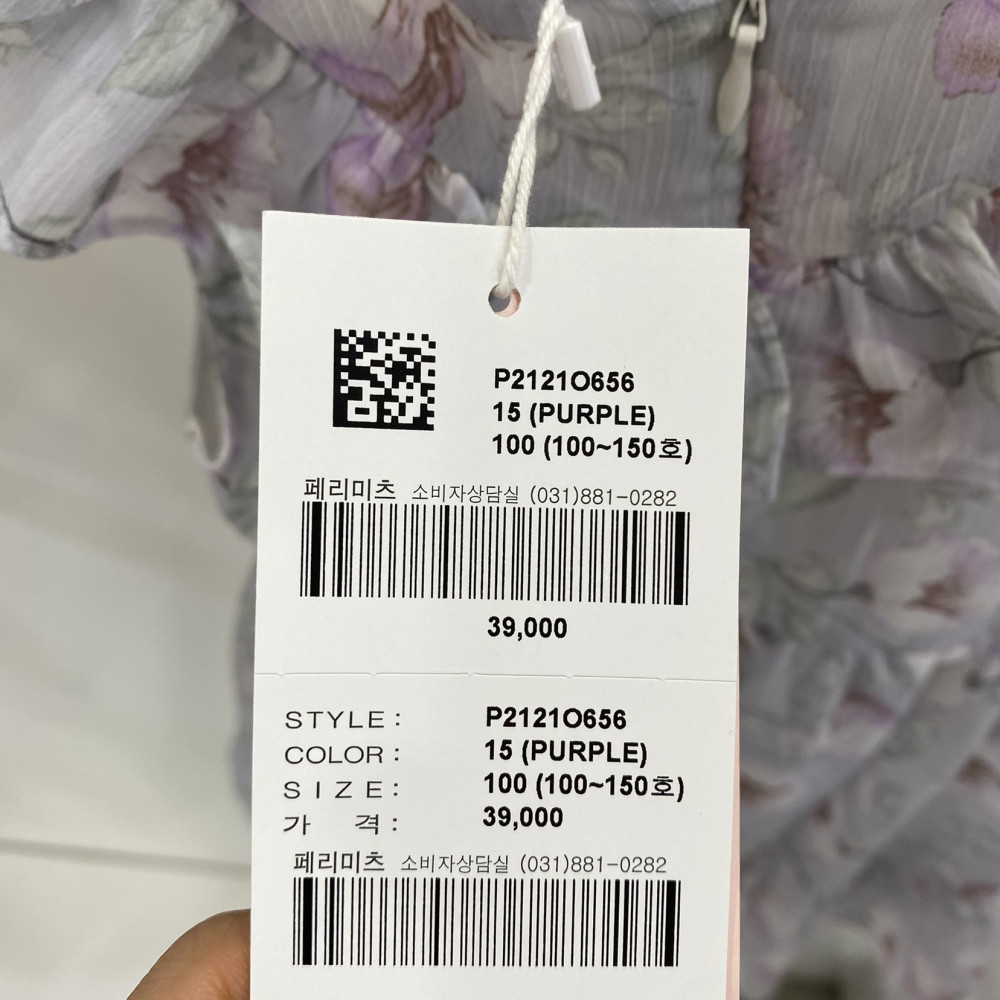 P2121O656
15 (PURPLE)
100 (100~150호)
페리미츠 소비자상담실 (031)881-0282
39,000
STYLE : P2121O656
COLOR : 15 (PURPLE)
SIZE : 100 (100~150호)
가 격 : 39,000
페리미츠 소비자상담실 (031)881-0282